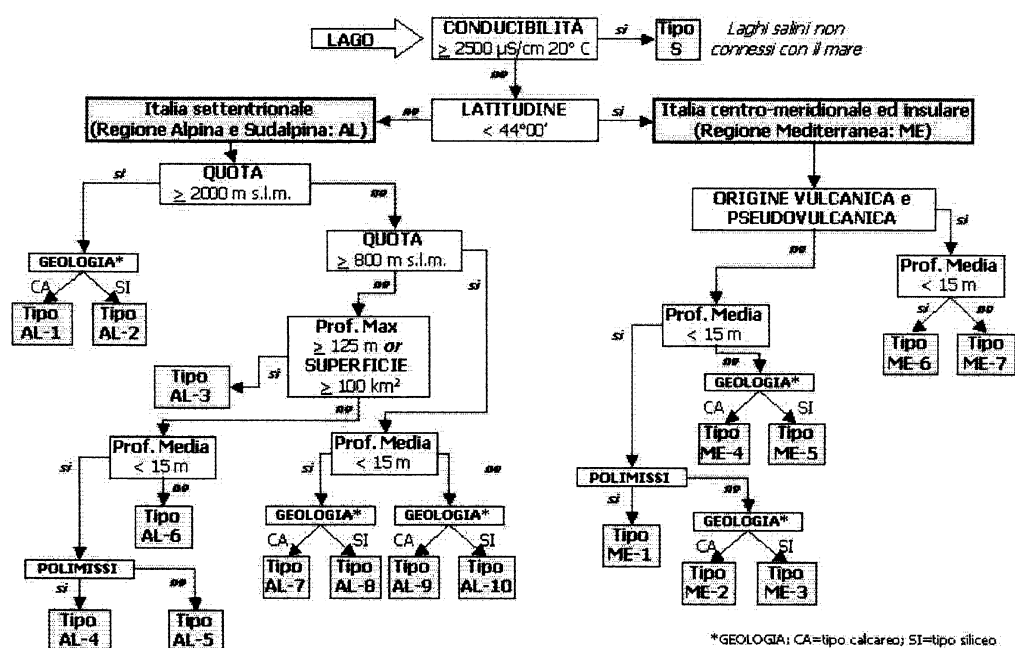 LAGO
CONDUCIBILITÀ
≥ 2500 µS/cm 20° C
si
Tipo
S
Laghi salini non
connessi con il mare
no
Italia settentrionale
(Regione Alpina e Sudalpina: AL)
no
LATITUDINE
< 44°00'
si
Italia centro-meridionale ed insulare
(Regione Mediterranea: ME)
si
QUOTA
≥ 2000 m s.l.m.
no
ORIGINE VULCANICA e
PSEUDOVULCANICA
si
no
QUOTA
≥ 800 m s.l.m.
si
no
GEOLOGIA*
CA
SI
Tipo
AL-1
Tipo
AL-2
Prof. Media
< 15 m
si
no
Tipo
ME-6
Tipo
ME-7
Prof. Max
≥ 125 m or
SUPERFICIE
≥ 100 km²
si
no
Tipo
AL-3
Prof. Media
< 15 m
si
no
GEOLOGIA*
CA
SI
Tipo
ME-4
Tipo
ME-5
Prof. Media
< 15 m
si
no
Tipo
AL-6
Prof. Media
< 15 m
si
no
GEOLOGIA*
GEOLOGIA*
CA
SI
CA
SI
Tipo
AL-7
Tipo
AL-8
Tipo
AL-9
Tipo
AL-10
POLIMISSI
si
no
Tipo
ME-1
GEOLOGIA*
CA
SI
Tipo
ME-2
Tipo
ME-3
POLIMISSI
si
no
Tipo
AL-4
Tipo
AL-5
*GEOLOGIA: CA=tipo calcareo; SI=tipo siliceo